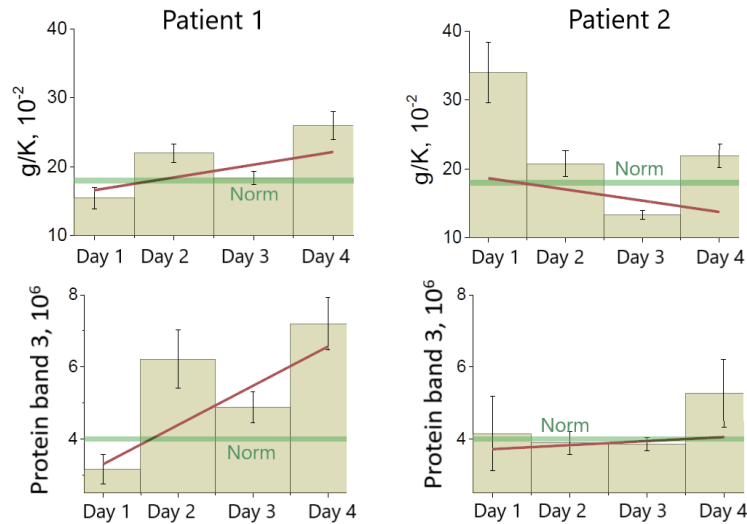 Patient 1
Patient 2
g/K, 10⁻²
40
30
20
10
Norm
Day 1 Day 2 Day 3 Day 4
g/K, 10⁻²
40
30
20
10
Norm
Day 1 Day 2 Day 3 Day 4
Protein band 3, 10⁶
8
6
4
Norm
Day 1 Day 2 Day 3 Day 4
Protein band 3, 10⁶
8
6
4
Norm
Day 1 Day 2 Day 3 Day 4